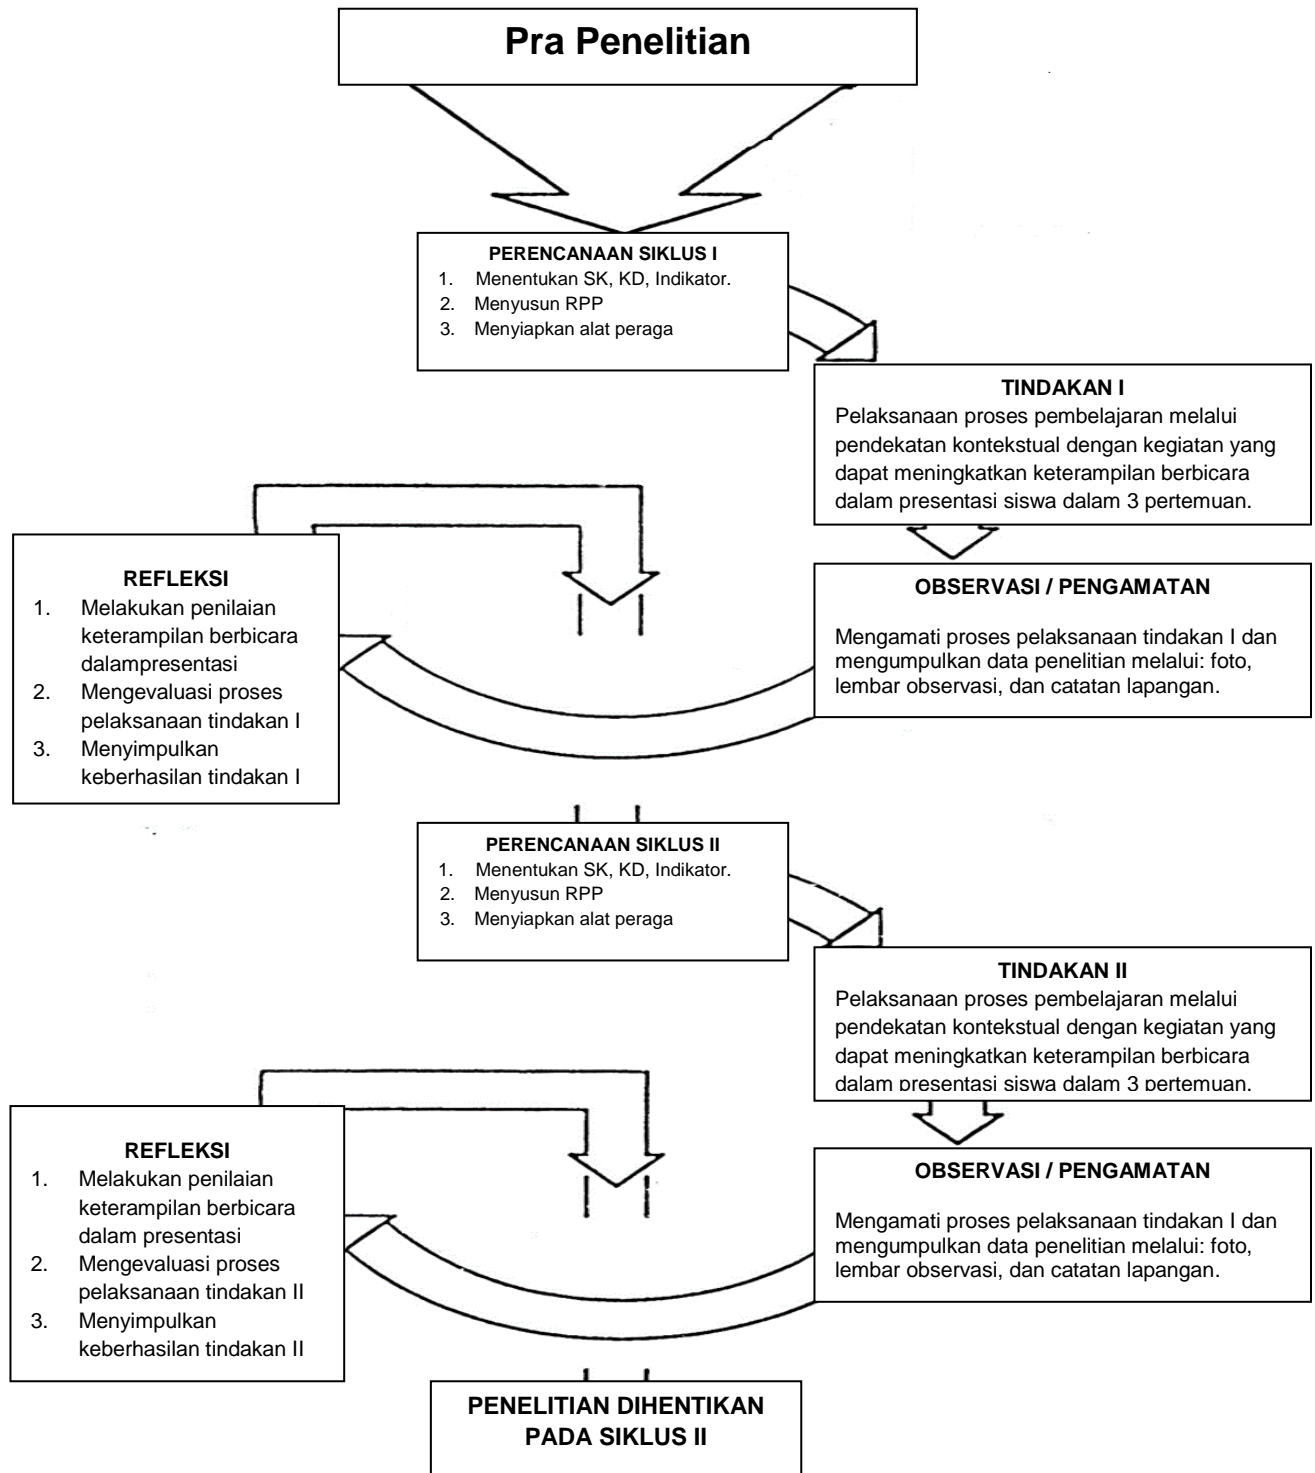 Pra Penelitian
PERENCANAAN SIKLUS I
1. Menentukan SK, KD, Indikator.
2. Menyusun RPP
3. Menyiapkan alat peraga
TINDAKAN I
Pelaksanaan proses pembelajaran melalui
pendekatan kontekstual dengan kegiatan yang
dapat meningkatkan keterampilan berbicara
dalam presentasi siswa dalam 3 pertemuan.
OBSERVASI / PENGAMATAN
Mengamati proses pelaksanaan tindakan I dan
mengumpulkan data penelitian melalui: foto,
lembar observasi, dan catatan lapangan.
REFLEKSI
1. Melakukan penilaian
keterampilan berbicara
dalampresentasi
2. Mengevaluasi proses
pelaksanaan tindakan I
3. Menyimpulkan
keberhasilan tindakan I
PERENCANAAN SIKLUS II
1. Menentukan SK, KD, Indikator.
2. Menyusun RPP
3. Menyiapkan alat peraga
TINDAKAN II
Pelaksanaan proses pembelajaran melalui
pendekatan kontekstual dengan kegiatan yang
dapat meningkatkan keterampilan berbicara
dalam presentasi siswa dalam 3 pertemuan.
OBSERVASI / PENGAMATAN
Mengamati proses pelaksanaan tindakan I dan
mengumpulkan data penelitian melalui: foto,
lembar observasi, dan catatan lapangan.
REFLEKSI
1. Melakukan penilaian
keterampilan berbicara
dalam presentasi
2. Mengevaluasi proses
pelaksanaan tindakan II
3. Menyimpulkan
keberhasilan tindakan II
PENELITIAN DIHENTIKAN
PADA SIKLUS II